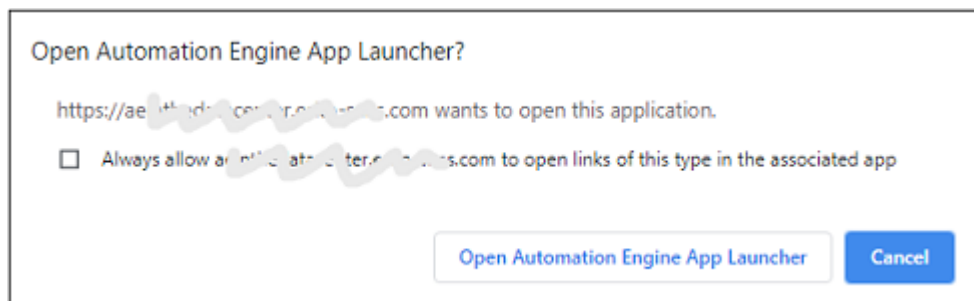 Open Automation Engine App Launcher?
.com wants to open this application.
Always allow to open links of this type in the associated app
Open Automation Engine App Launcher
Cancel